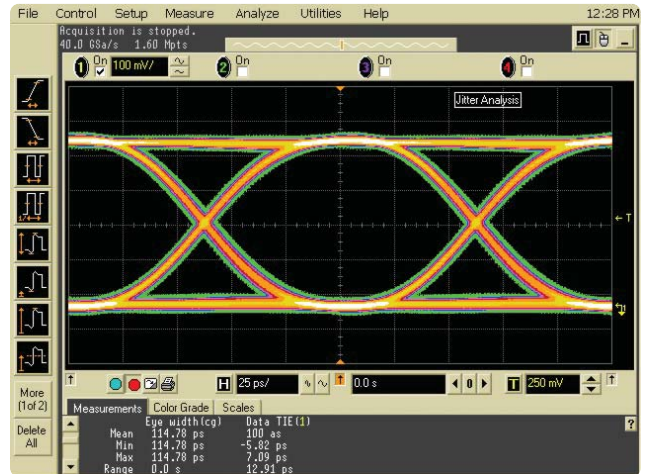 File Control Setup Measure Analyze Utilities Help 12:28 PM
Acquisition is stopped.
40.0 GSa/s 1.60 Mpts
1 On 100 mV/ 2 On 3 On 4 On
Jitter Analysis
T
H 25 ps/ 0.0 s 0 T 250 mV
More
(1 of 2)
Delete
All
Measurements Color Grade Scales
?
Eye width(cg) Data TIE(1)
Mean 114.78 ps 100 as
Min 114.78 ps -5.82 ps
Max 114.78 ps 7.09 ps
Range 0.0 s 12.91 ps